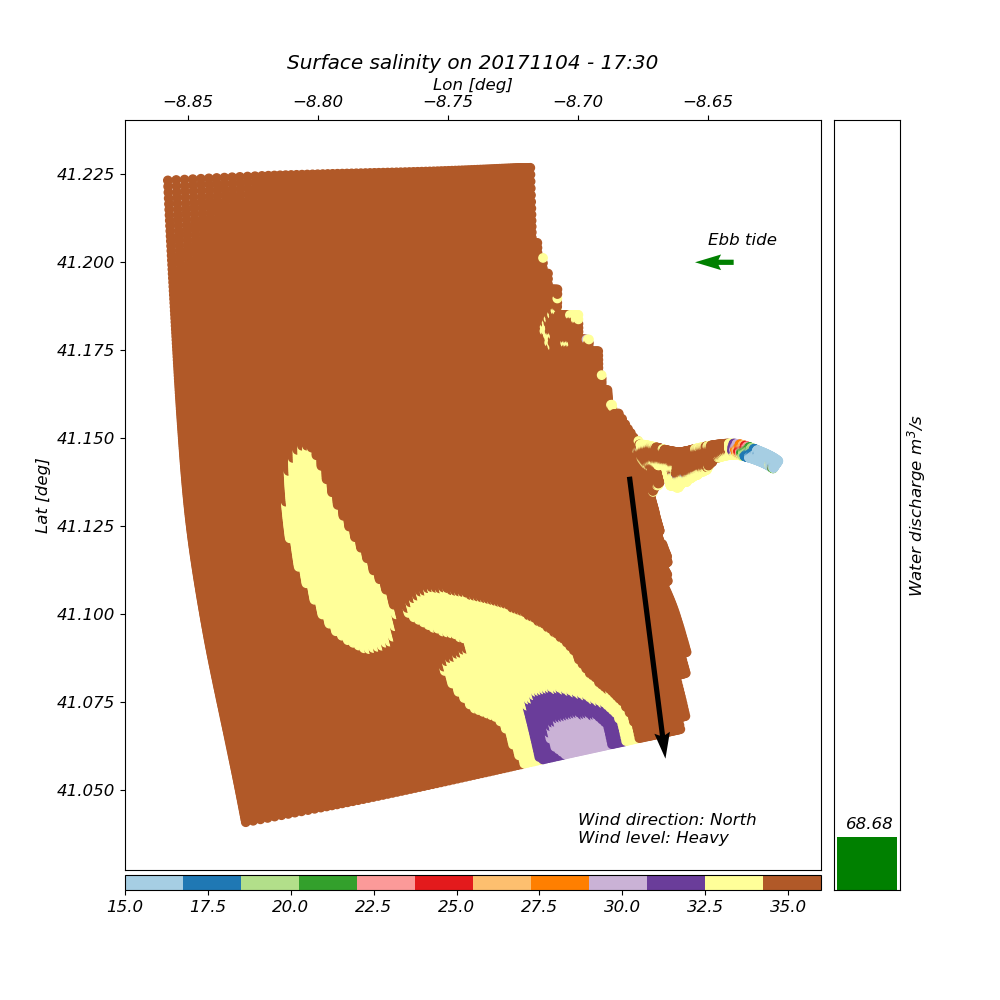 Surface salinity on 20171104 - 17:30
Lon [deg]
−8.85 −8.80 −8.75 −8.70 −8.65
41.225
41.200
41.175
41.150
41.125
41.100
41.075
41.050
Lat [deg]
Ebb tide
Wind direction: North
Wind level: Heavy
68.68
Water discharge m³/s
15.0 17.5 20.0 22.5 25.0 27.5 30.0 32.5 35.0